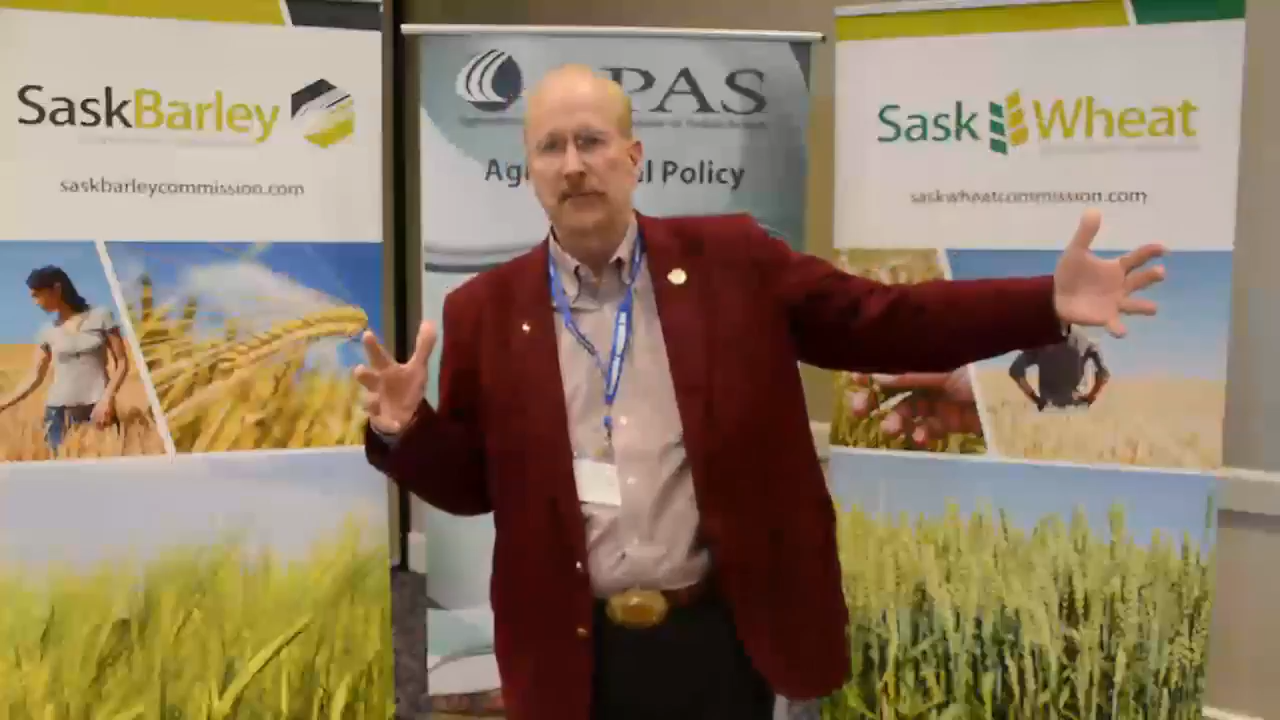 SaskBarley
saskbarleycommission.com
PAS
Ag l Policy
Sask Wheat
saskwheatcommission.com